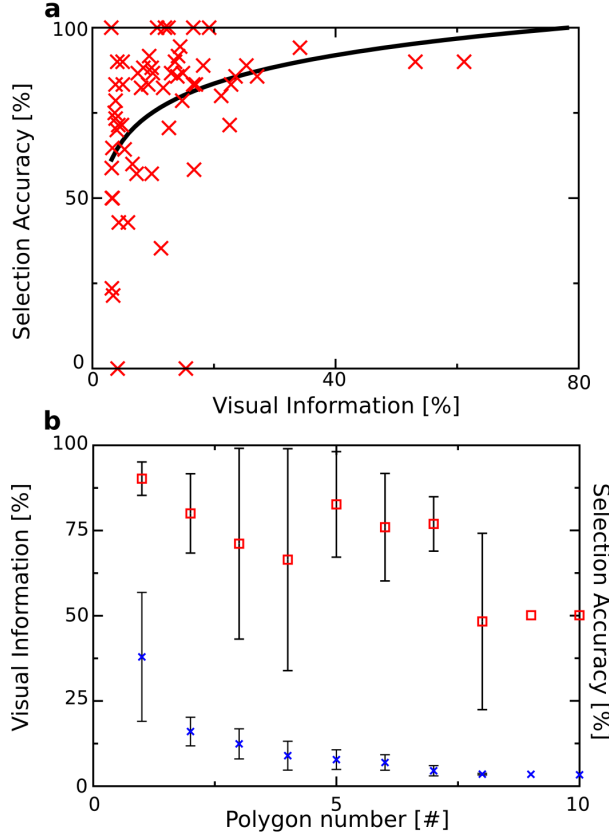 a
100
50
0
0
40
80
Selection Accuracy [%]
Visual Information [%]
b
100
75
50
25
0
0
5
10
Visual Information [%]
Selection Accuracy [%]
Polygon number [#]